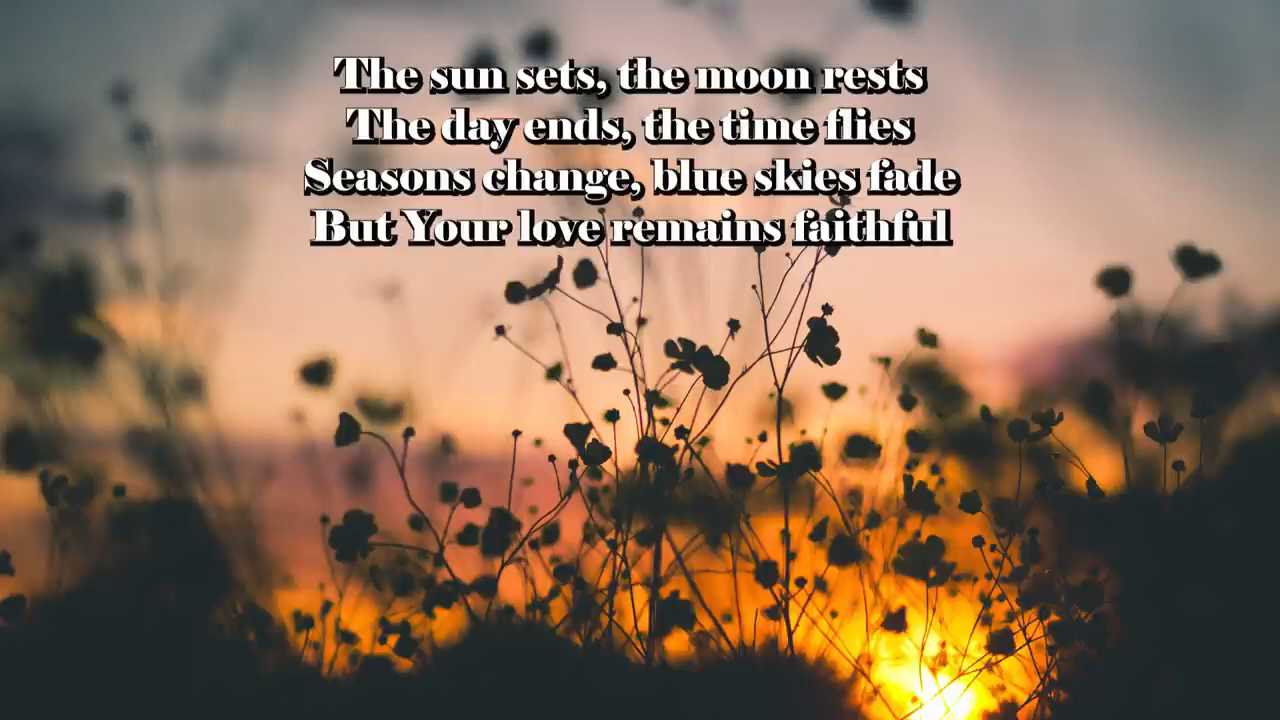 The sun sets, the moon rests
The day ends, the time flies
Seasons change, blue skies fade
But Your love remains faithful